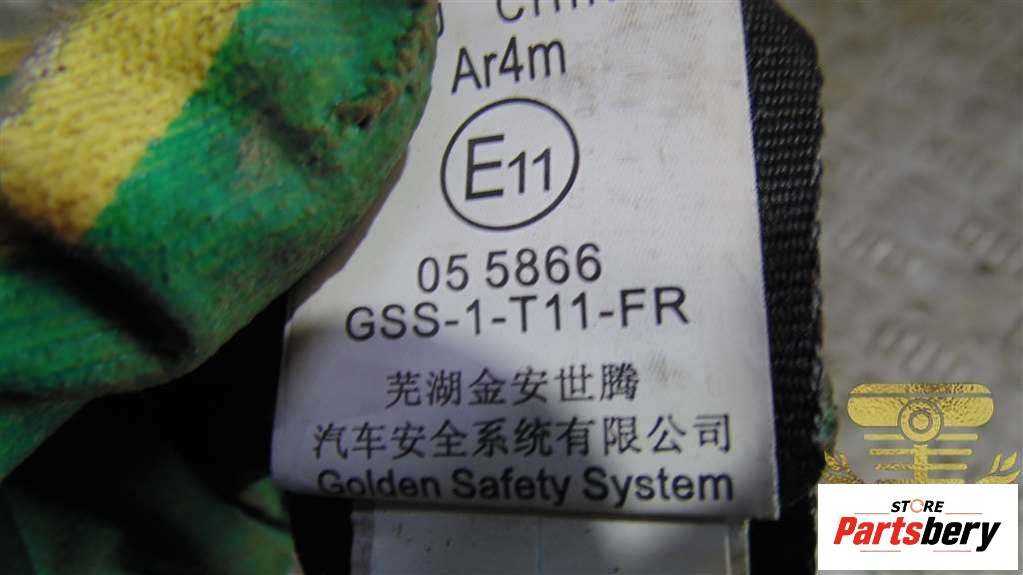 Ar4m
E11
05 5866
GSS-1-T11-FR
芜湖金安世腾
汽车安全系统有限公司
Golden Safety System
STORE
Partsbery